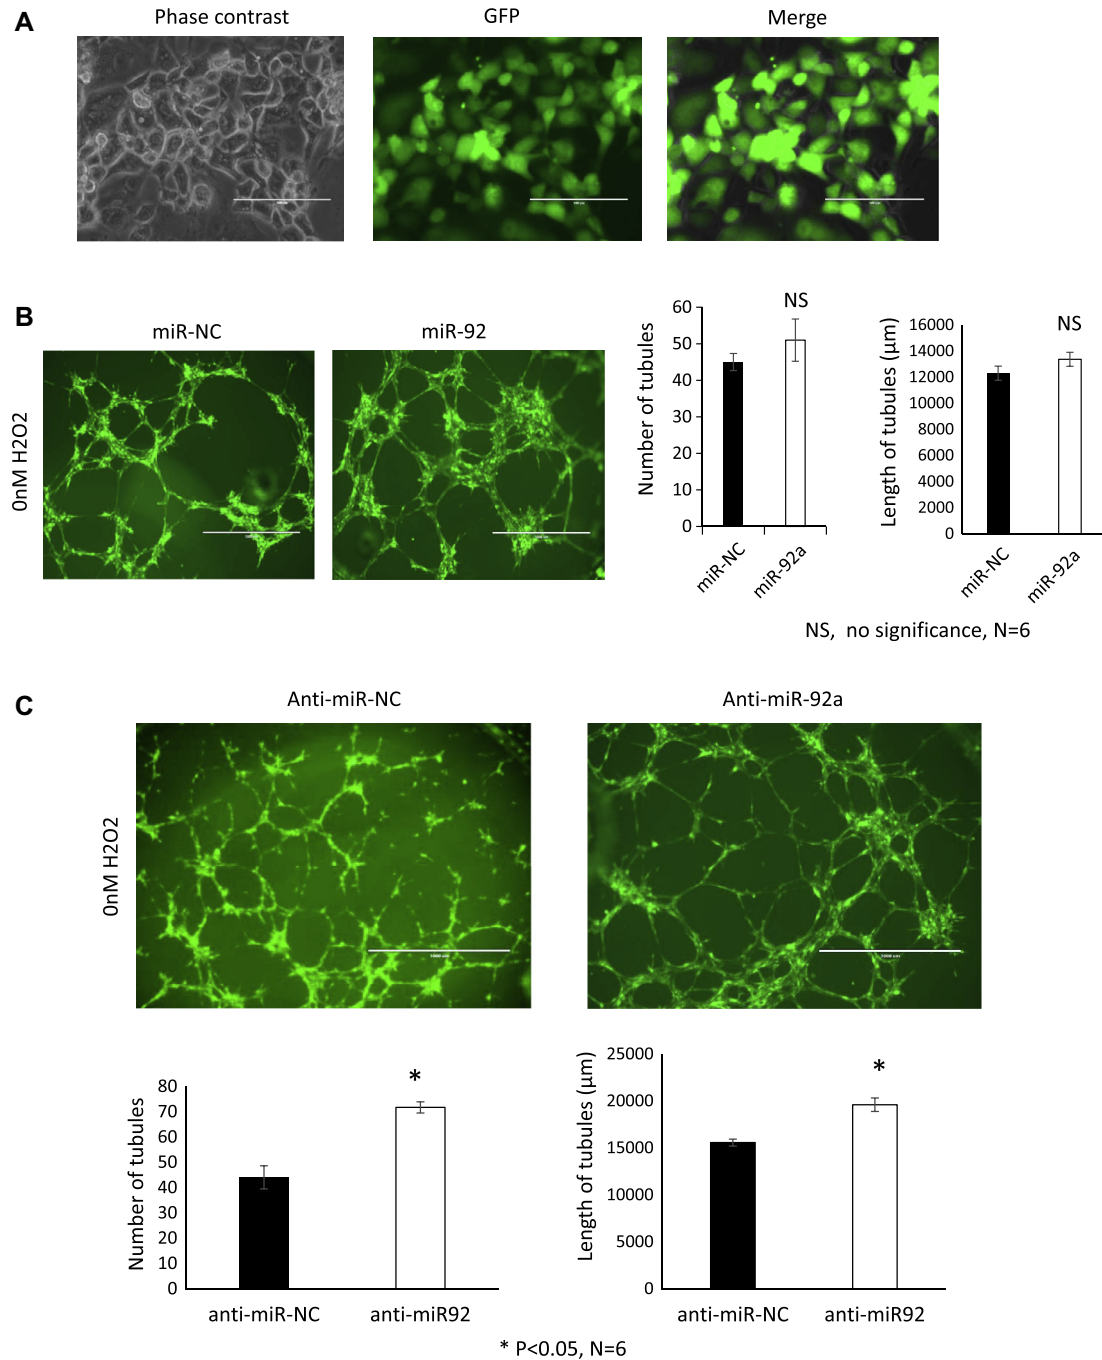 A
Phase contrast
GFP
Merge
B
miR-NC
miR-92
0nM H2O2
Number of tubules
60
50
40
30
20
10
0
NS
miR-NC
miR-92a
Length of tubules (µm)
16000
14000
12000
10000
8000
6000
4000
2000
0
NS
miR-NC
miR-92a
NS, no significance, N=6
C
Anti-miR-NC
Anti-miR-92a
0nM H2O2
1000 um
1000 um
Number of tubules
80
70
60
50
40
30
20
10
0
*
anti-miR-NC
anti-miR92
Length of tubules (µm)
25000
20000
15000
10000
5000
0
*
anti-miR-NC
anti-miR92
* P<0.05, N=6